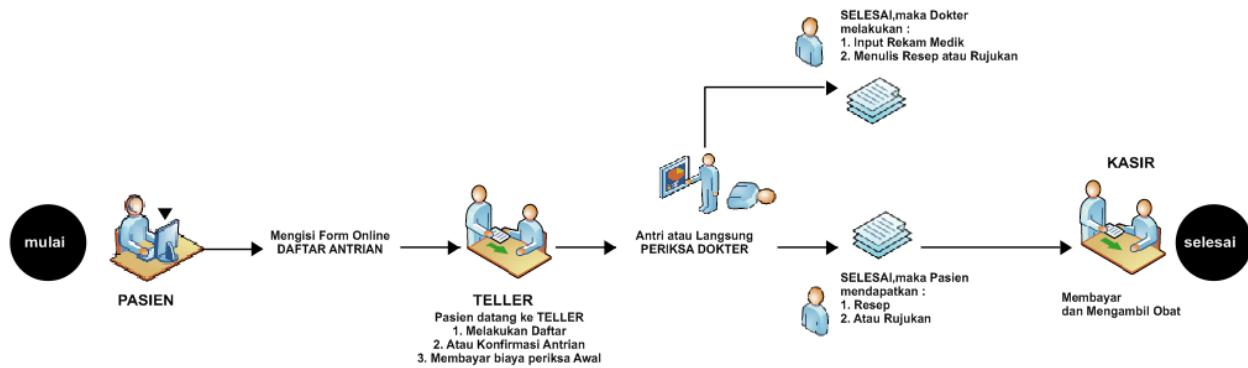 mulai
PASIEN
Mengisi Form Online
DAFTAR ANTRIAN
TELLER
Pasien datang ke TELLER
1. Melakukan Daftar
2. Atau Konfirmasi Antrian
3. Membayar biaya periksa Awal
Antri atau Langsung
PERIKSA DOKTER
SELESAI,maka Dokter
melakukan :
1. Input Rekam Medik
2. Menulis Resep atau Rujukan
SELESAI,maka Pasien
mendapatkan :
1. Resep
2. Atau Rujukan
KASIR
Membayar
dan Mengambil Obat
selesai